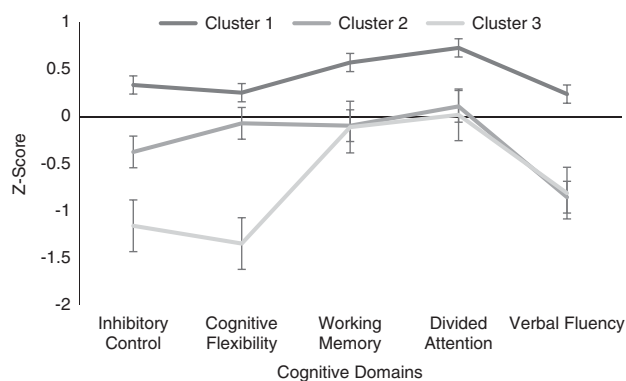 Cluster 1 Cluster 2 Cluster 3
1
0.5
0
-0.5
-1
-1.5
-2
Z-Score
Inhibitory Control
Cognitive Flexibility
Working Memory
Divided Attention
Verbal Fluency
Cognitive Domains